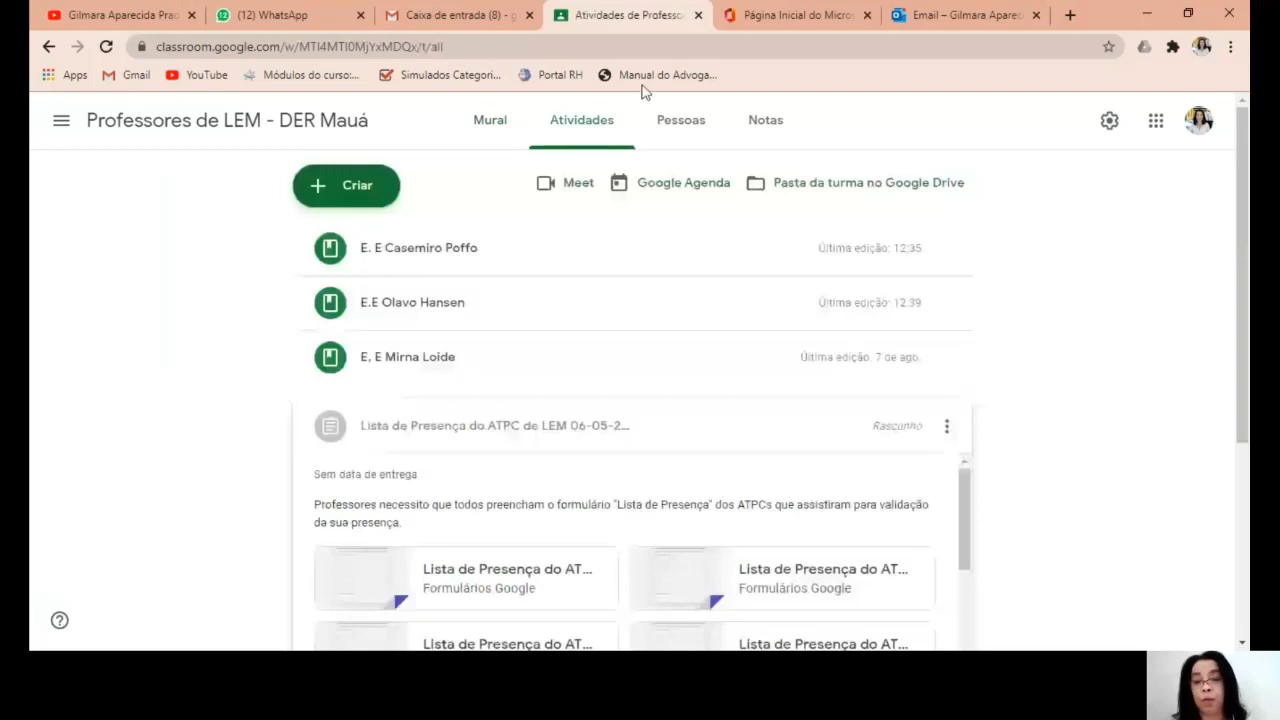 Gilmara Aparecida Prac
(12) WhatsApp
Caixa de entrada (8) - g
Atividades de Professo
Página Inicial do Micros
Email – Gilmara Aparec
classroom.google.com/w/MTI4MTI0MjYxMDQx/t/all
Apps
Gmail
YouTube
Módulos do curso:...
Simulados Categori...
Portal RH
Manual do Advoga...
Professores de LEM - DER Mauá
Mural
Atividades
Pessoas
Notas
Criar
Meet
Google Agenda
Pasta da turma no Google Drive
E. E Casemiro Poffo
Última edição: 12:35
E.E Olavo Hansen
Última edição: 12:39
E, E Mirna Loide
Última edição: 7 de ago.
Lista de Presença do ATPC de LEM 06-05-2...
Rascunho
Sem data de entrega
Professores necessito que todos preencham o formulário "Lista de Presença" dos ATPCs que assistiram para validação
da sua presença.
Lista de Presença do AT...
Formulários Google
Lista de Presença do AT...
Formulários Google
Lista de Presença do AT...
Lista de Presença do AT...